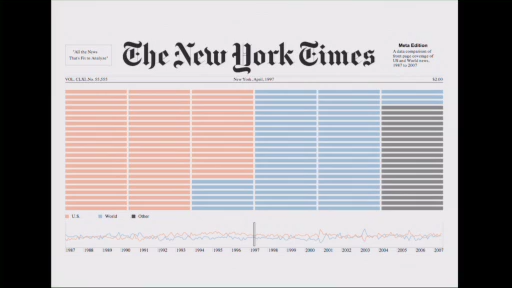 "All the News
That's Fit to Analyze"
The New York Times
Meta Edition
A data comparison of
front page coverage of
US and World news,
1987 to 2007
New York, April, 1997
$2.00
U.S World Other
1987 1988 1989 1990 1991 1992 1993 1994 1995 1996 1997 1998 1999 2000 2001 2002 2003 2004 2005 2006 2007